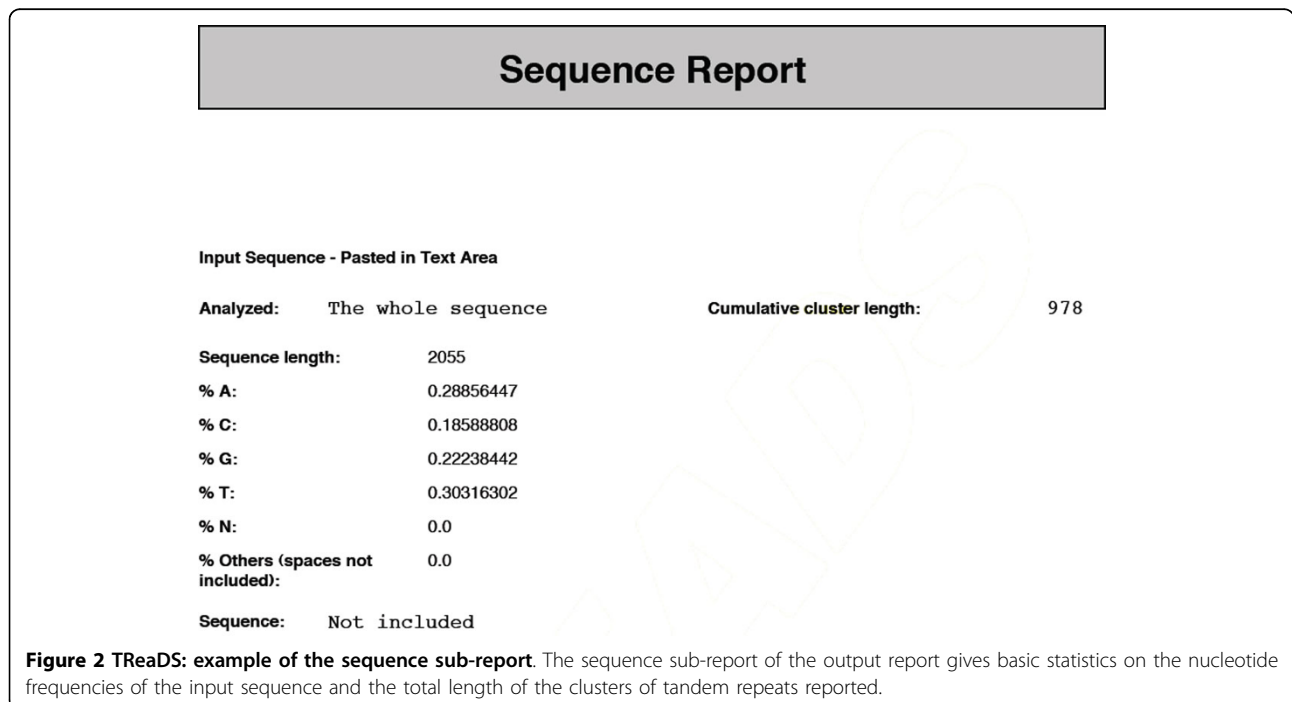 Sequence Report
Input Sequence - Pasted in Text Area
Analyzed: The whole sequence Cumulative cluster length: 978
Sequence length: 2055
% A: 0.28856447
% C: 0.18588808
% G: 0.22238442
% T: 0.30316302
% N: 0.0
% Others (spaces not 0.0
included):
Sequence: Not included
Figure 2 TReaDS: example of the sequence sub-report. The sequence sub-report of the output report gives basic statistics on the nucleotide
frequencies of the input sequence and the total length of the clusters of tandem repeats reported.